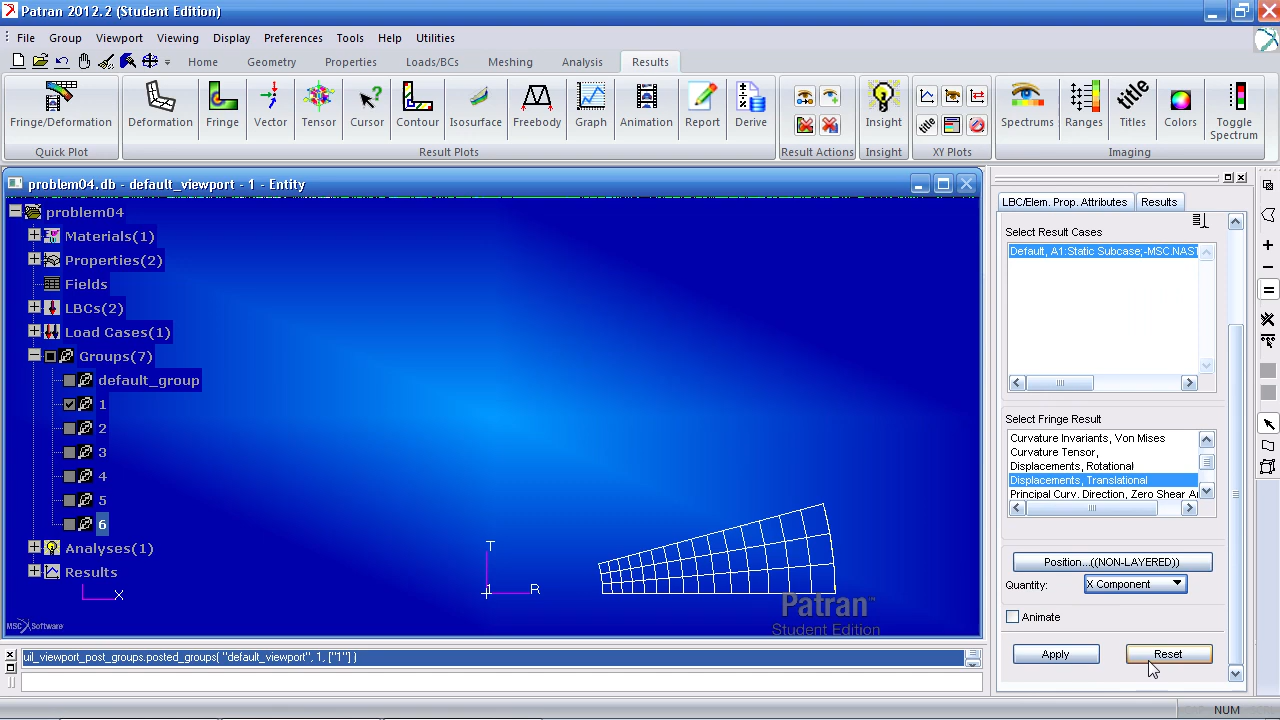 Patran 2012.2 (Student Edition)
File Group Viewport Viewing Display Preferences Tools Help Utilities
Home Geometry Properties Loads/BCs Meshing Analysis Results
Fringe/Deformation Deformation Fringe Vector Tensor Cursor Contour Isosurface Freebody Graph Animation Report Derive Insight Spectrums Ranges Titles Colors Toggle Spectrum
Quick Plot Result Plots Result Actions Insight XY Plots Imaging
problem04.db - default_viewport - 1 - Entity
problem04
Materials(1)
Properties(2)
Fields
LBCs(2)
Load Cases(1)
Groups(7)
default_group
1
2
3
4
5
6
Analyses(1)
Results
X
MSC Software
T
1 R
Patran™
Student Edition
LBC/Elem. Prop. Attributes Results
Select Result Cases
Default, A1:Static Subcase;-MSC.NAST
Select Fringe Result
Curvature Invariants, Von Mises
Curvature Tensor,
Displacements, Rotational
Displacements, Translational
Principal Curv. Direction, Zero Shear
Position...((NON-LAYERED))
Quantity: X Component
Animate
Apply Reset
uil_viewport_post_groups.posted_groups( "default_viewport", 1, ["1"] )
NUM